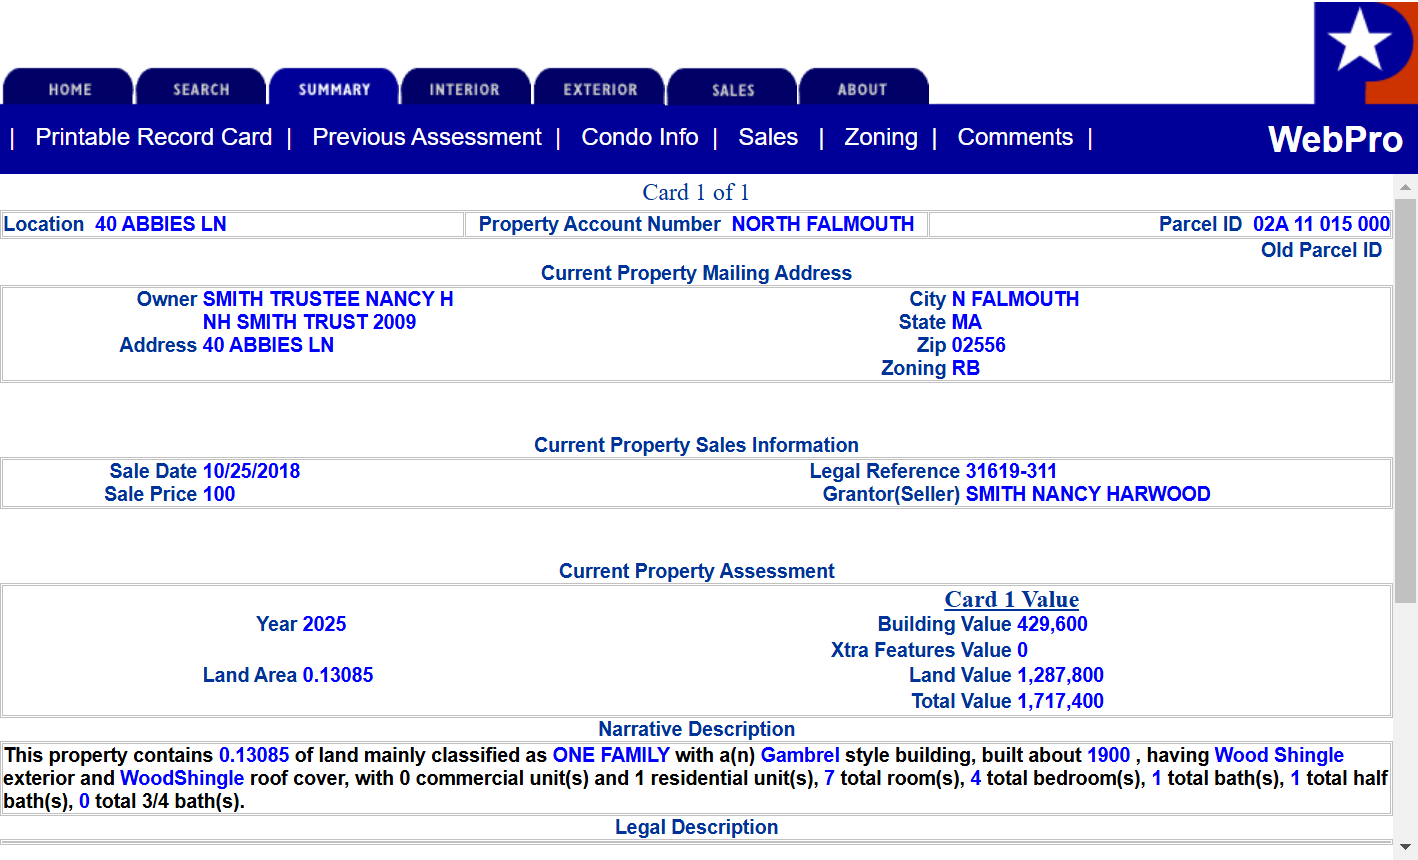 HOME SEARCH SUMMARY INTERIOR EXTERIOR SALES ABOUT
| Printable Record Card | Previous Assessment | Condo Info | Sales | Zoning | Comments | WebPro
Card 1 of 1
Location 40 ABBIES LN Property Account Number NORTH FALMOUTH Parcel ID 02A 11 015 000
Old Parcel ID
Current Property Mailing Address
Owner SMITH TRUSTEE NANCY H City N FALMOUTH
NH SMITH TRUST 2009 State MA
Address 40 ABBIES LN Zip 02556
Zoning RB
Current Property Sales Information
Sale Date 10/25/2018 Legal Reference 31619-311
Sale Price 100 Grantor(Seller) SMITH NANCY HARWOOD
Current Property Assessment
Card 1 Value
Year 2025 Building Value 429,600
Xtra Features Value 0
Land Area 0.13085 Land Value 1,287,800
Total Value 1,717,400
Narrative Description
This property contains 0.13085 of land mainly classified as ONE FAMILY with a(n) Gambrel style building, built about 1900 , having Wood Shingle
exterior and WoodShingle roof cover, with 0 commercial unit(s) and 1 residential unit(s), 7 total room(s), 4 total bedroom(s), 1 total bath(s), 1 total half
bath(s), 0 total 3/4 bath(s).
Legal Description